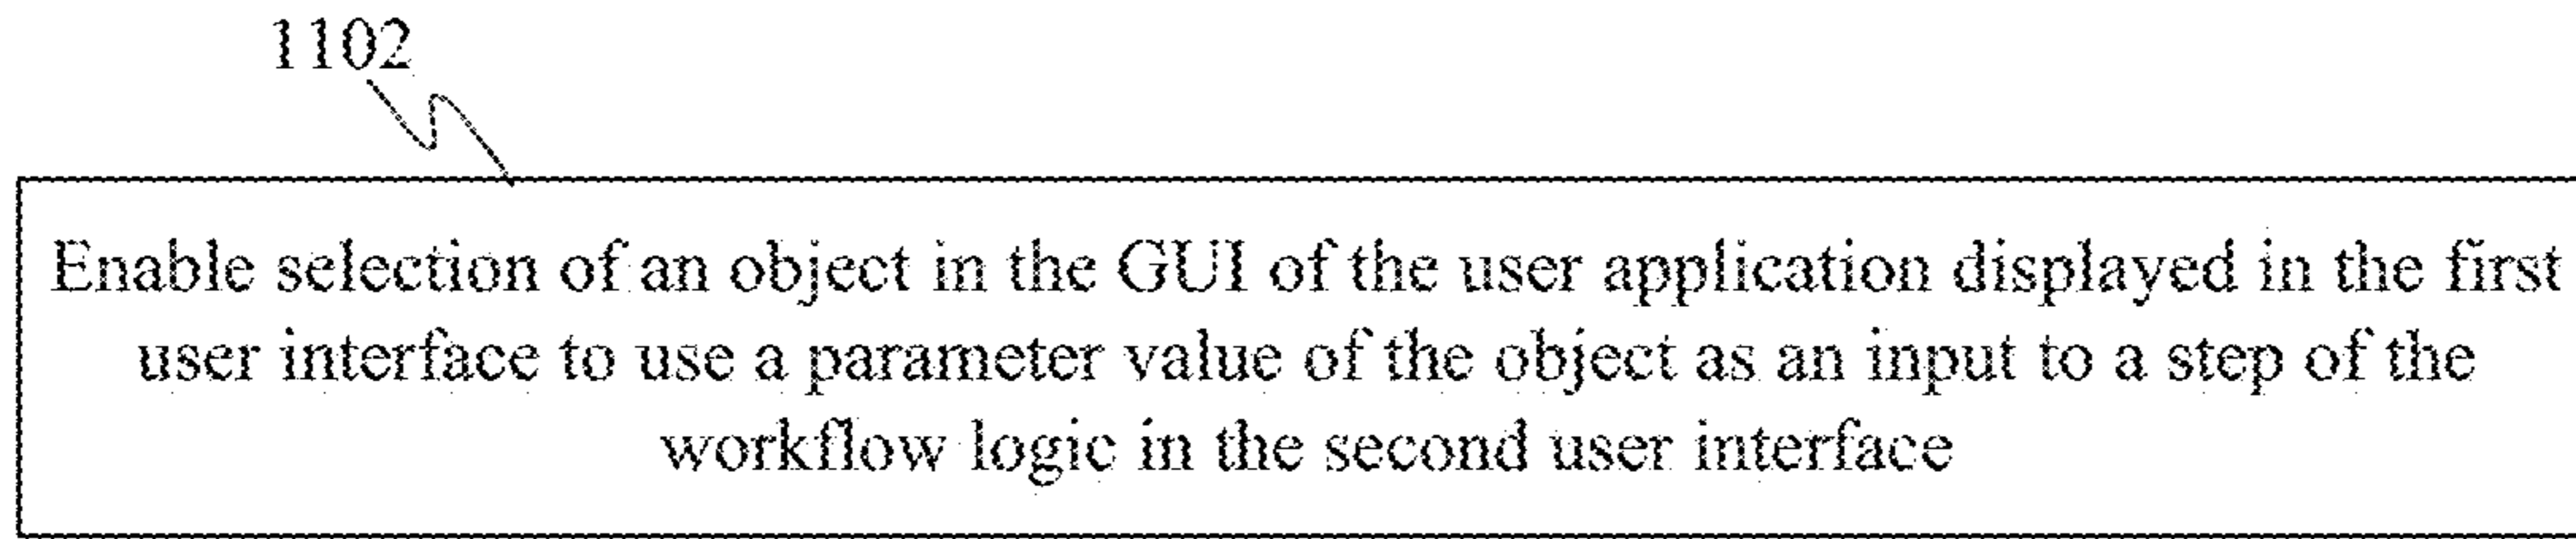 1102
Enable selection of an object in the GUI of the user application displayed in the first
user interface to use a parameter value of the object as an input to a step of the
workflow logic in the second user interface